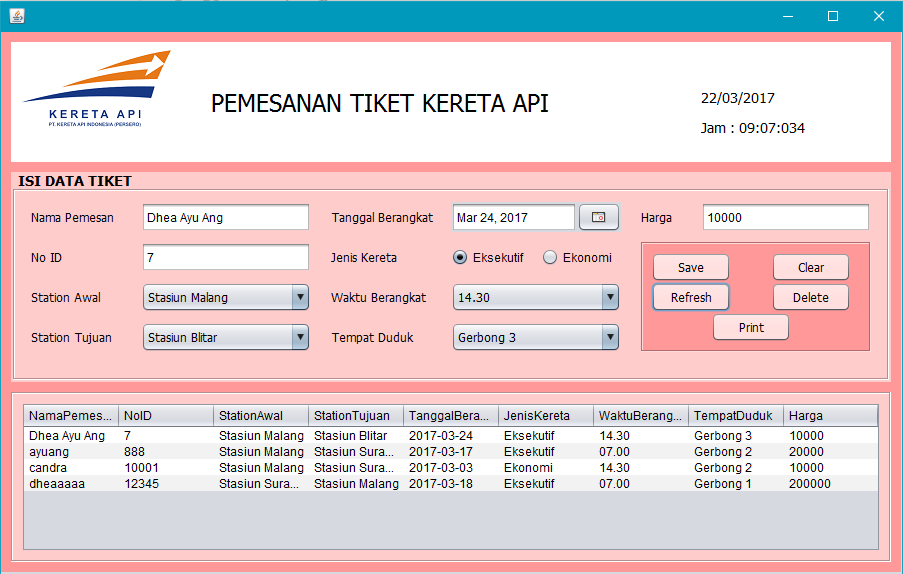 KERETA API
PT. KERETA API INDONESIA (PERSERO)
PEMESANAN TIKET KERETA API
22/03/2017
Jam : 09:07:034
ISI DATA TIKET
Nama Pemesan Dhea Ayu Ang Tanggal Berangkat Mar 24, 2017 Harga 10000
No ID 7 Jenis Kereta Eksekutif Ekonomi Save Clear
Station Awal Stasiun Malang Waktu Berangkat 14.30 Refresh Delete
Station Tujuan Stasiun Blitar Tempat Duduk Gerbong 3 Print
NamaPemes... NoID StationAwal StationTujuan TanggalBera... JenisKereta WaktuBerang... TempatDuduk Harga
Dhea Ayu Ang 7 Stasiun Malang Stasiun Blitar 2017-03-24 Eksekutif 14.30 Gerbong 3 10000
ayuang 888 Stasiun Malang Stasiun Sura... 2017-03-17 Eksekutif 07.00 Gerbong 2 20000
candra 10001 Stasiun Malang Stasiun Sura... 2017-03-03 Ekonomi 14.30 Gerbong 2 10000
dheaaaaa 12345 Stasiun Sura... Stasiun Malang 2017-03-18 Eksekutif 07.00 Gerbong 1 200000